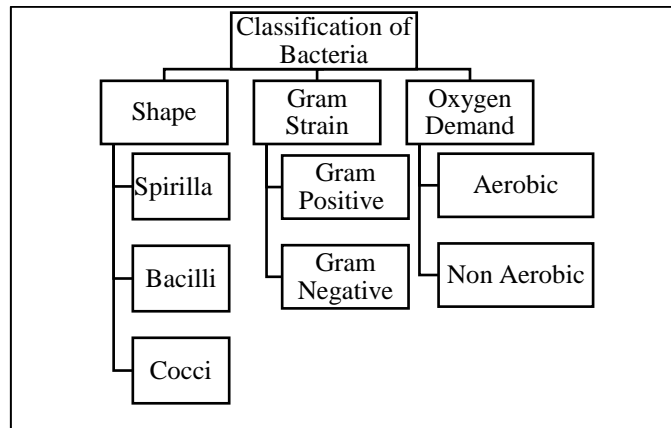 Classification of
Bacteria
Shape
Spirilla
Bacilli
Cocci
Gram
Strain
Gram
Positive
Gram
Negative
Oxygen
Demand
Aerobic
Non Aerobic